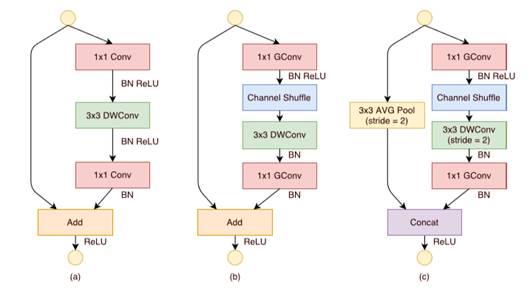 1x1 Conv
BN ReLU
3x3 DWConv
BN ReLU
1x1 Conv
BN
Add
ReLU
(a)
1x1 GConv
BN ReLU
Channel Shuffle
3x3 DWConv
BN
1x1 GConv
BN
Add
ReLU
(b)
1x1 GConv
BN ReLU
Channel Shuffle
3x3 AVG Pool
(stride = 2)
3x3 DWConv
(stride = 2)
BN
1x1 GConv
BN
Concat
ReLU
(c)